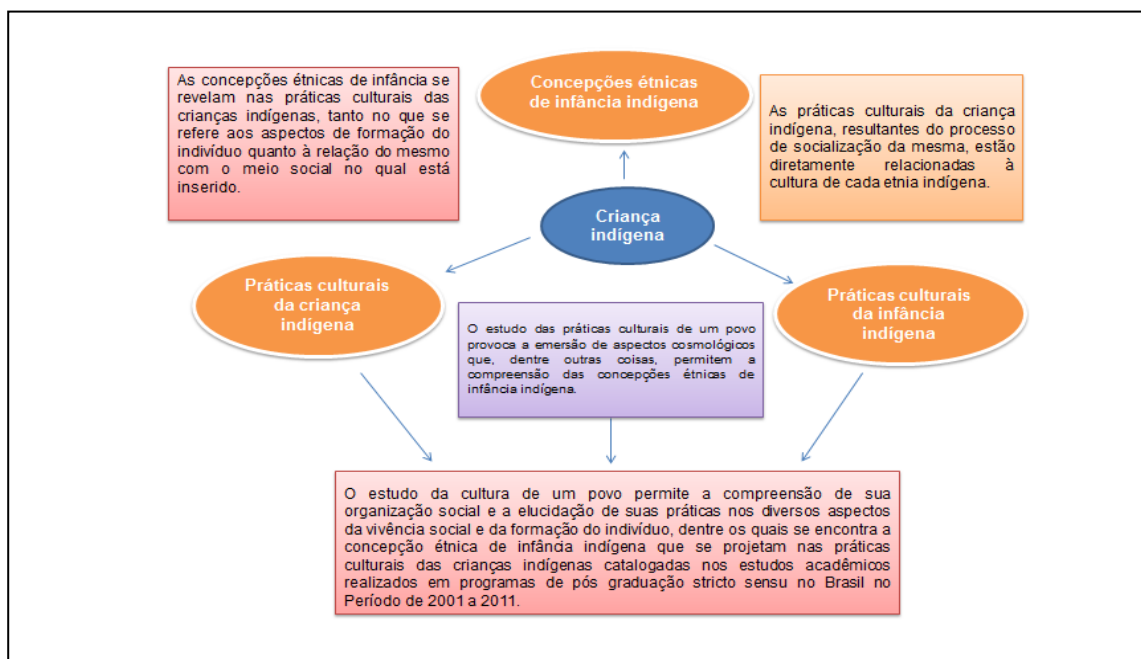 As concepções étnicas de infância se
revelam nas práticas culturais das
crianças indígenas, tanto no que se
refere aos aspectos de formação do
indivíduo quanto à relação do mesmo
com o meio social no qual está
inserido.
Concepções étnicas
de infância indígena
As práticas culturais da criança
indígena, resultantes do processo
de socialização da mesma, estão
diretamente relacionadas à
cultura de cada etnia indígena.
Criança
indígena
Práticas culturais
da criança
indígena
O estudo das práticas culturais de um povo
provoca a emersão de aspectos cosmológicos
que, dentre outras coisas, permitem a
compreensão das concepções étnicas de
infância indígena.
Práticas culturais
da infância
indígena
O estudo da cultura de um povo permite a compreensão de sua
organização social e a elucidação de suas práticas nos diversos aspectos
da vivência social e da formação do indivíduo, dentre os quais se encontra a
concepção étnica de infância indígena que se projetam nas práticas
culturais das crianças indígenas catalogadas nos estudos acadêmicos
realizados em programas de pós graduação stricto sensu no Brasil no
Período de 2001 a 2011.